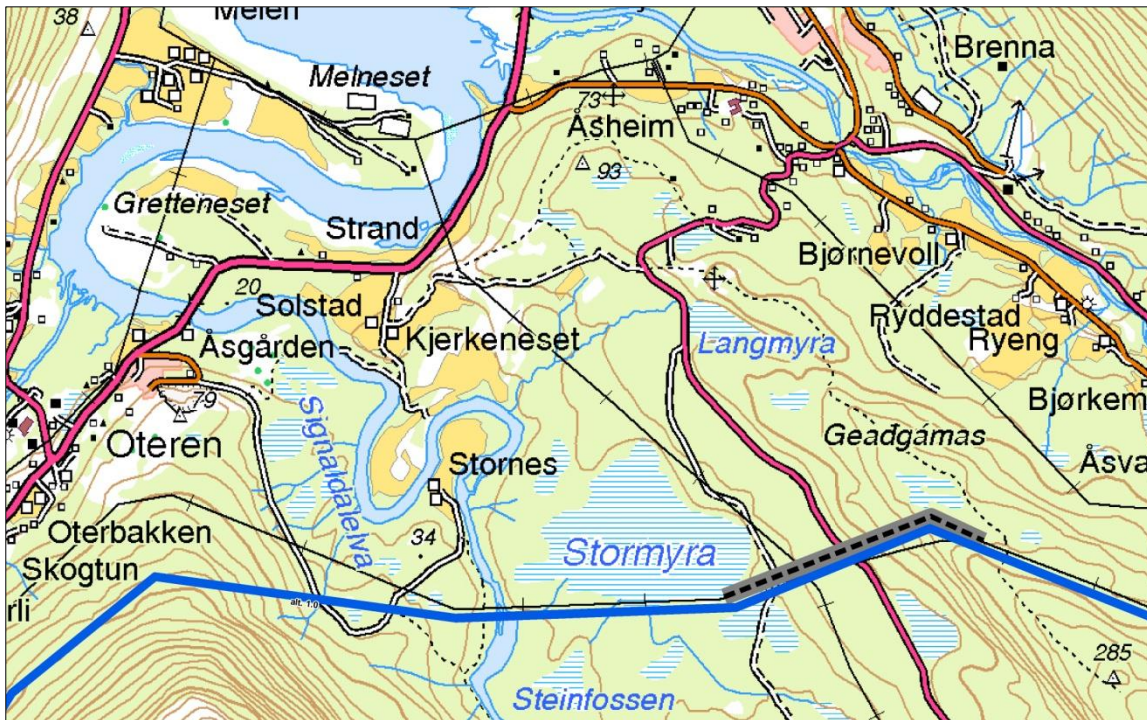 38
Melen
Brenna
Melneset
73
Åsheim
93
Gretteneset
Strand
Bjørnevoll
20
Solstad
Kjerkeneset
Ryddestad
Åsgården
Langmyra
Ryeng
79
Bjørkem
Oteren
Signaldalelva
Geađgámas
Stornes
Åsva
Oterbakken
34
Stormyra
Skogtun
alt. 1.0
rli
285
Steinfossen